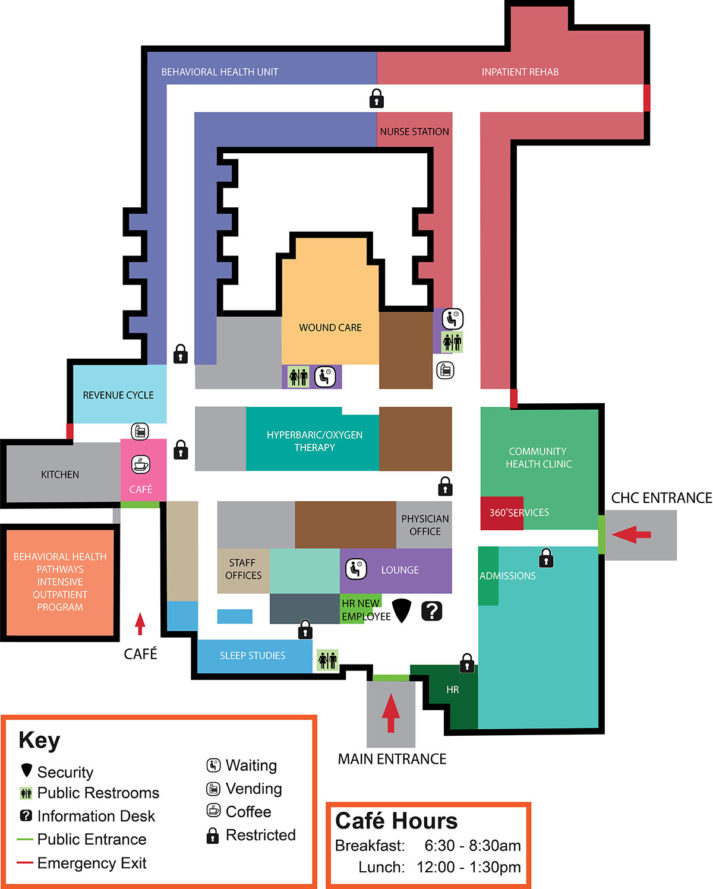 BEHAVIORAL HEALTH UNIT
INPATIENT REHAB
NURSE STATION
WOUND CARE
REVENUE CYCLE
HYPERBARIC/OXYGEN
THERAPY
COMMUNITY
HEALTH CLINIC
KITCHEN
CAFÉ
CHC ENTRANCE
360°SERVICES
PHYSICIAN
OFFICE
BEHAVIORAL HEALTH
PATHWAYS
INTENSIVE
OUTPATIENT
PROGRAM
STAFF
OFFICES
LOUNGE
ADMISSIONS
HR NEW
EMPLOYEE
?
CAFÉ
SLEEP STUDIES
HR
MAIN ENTRANCE
Key
Security
Public Restrooms
? Information Desk
Public Entrance
Emergency Exit
Waiting
Vending
Coffee
Restricted
Café Hours
Breakfast: 6:30 - 8:30am
Lunch: 12:00 - 1:30pm